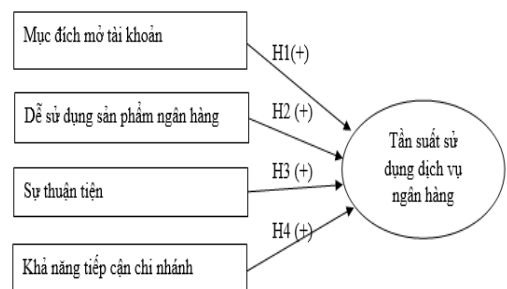 Mục đích mở tài khoản
H1(+)
Dễ sử dụng sản phẩm ngân hàng
H2 (+)
Tần suất sử
dụng dịch vụ
ngân hàng
Sự thuận tiện
H3 (+)
H4 (+)
Khả năng tiếp cận chi nhánh